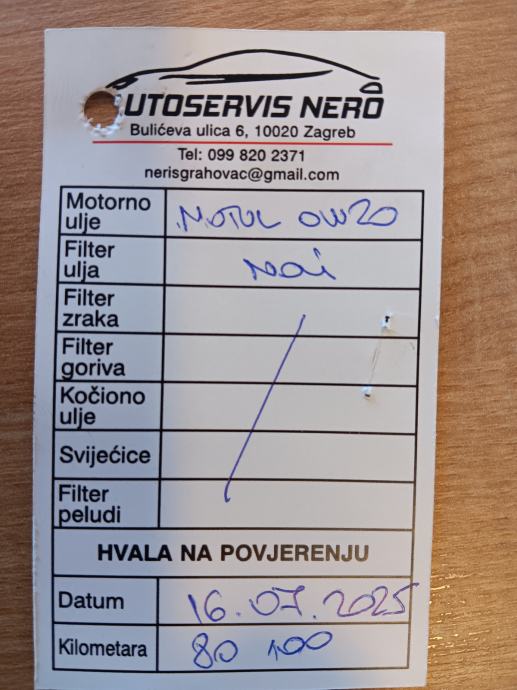 AUTOSERVIS NERO
Bulićeva ulica 6, 10020 Zagreb
Tel: 099 820 2371
nerisgrahovac@gmail.com
Motorno ulje MOTUL 0W20
Filter ulja NOVI
Filter zraka
Filter goriva
Kočiono ulje
Svijećice
Filter peludi
HVALA NA POVJERENJU
Datum 16.07.2025
Kilometara 80 100